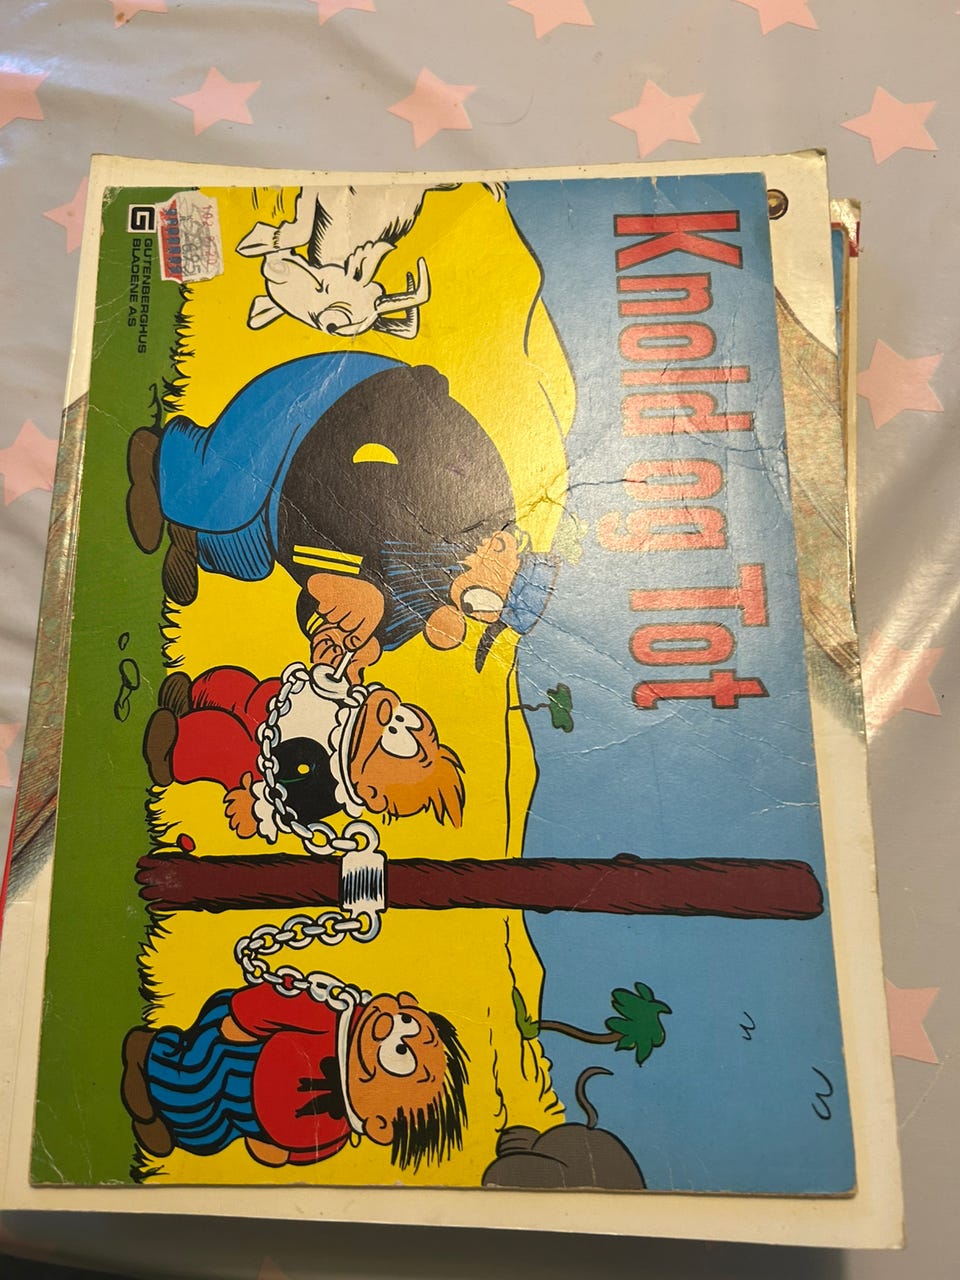 Knold og Tot
G GUTENBERGHUS
BLADENE AS